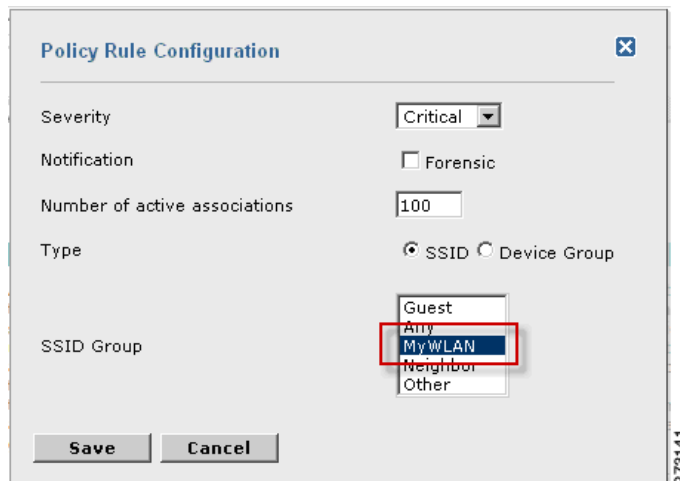 Policy Rule Configuration
Severity
Critical
Notification
Forensic
Number of active associations
100
Type
SSID Device Group
SSID Group
Guest
Any
MyWLAN
Neighbor
Other
Save Cancel
273141